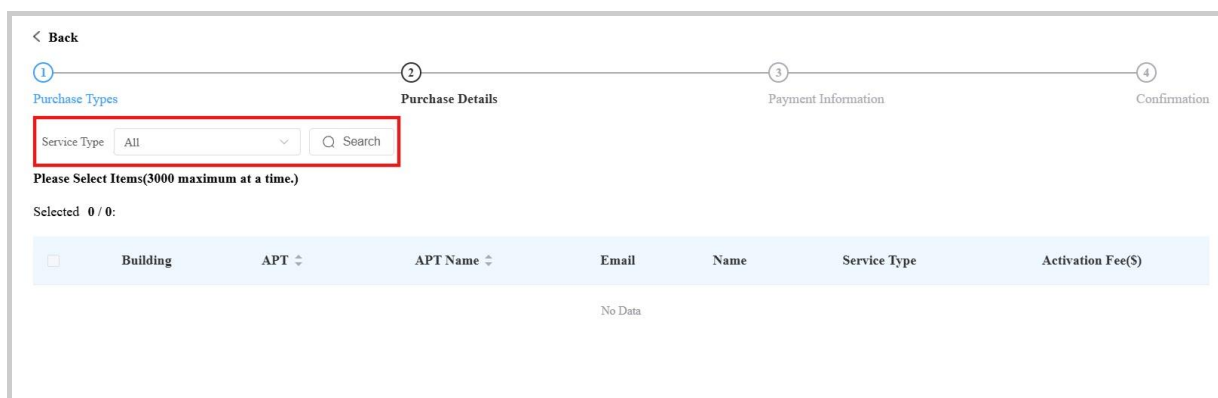 Back
1 2 3 4
Purchase Types Purchase Details Payment Information Confirmation
Service Type All Search
Please Select Items(3000 maximum at a time.)
Selected 0 / 0:
Building APT APT Name Email Name Service Type Activation Fee($)
No Data